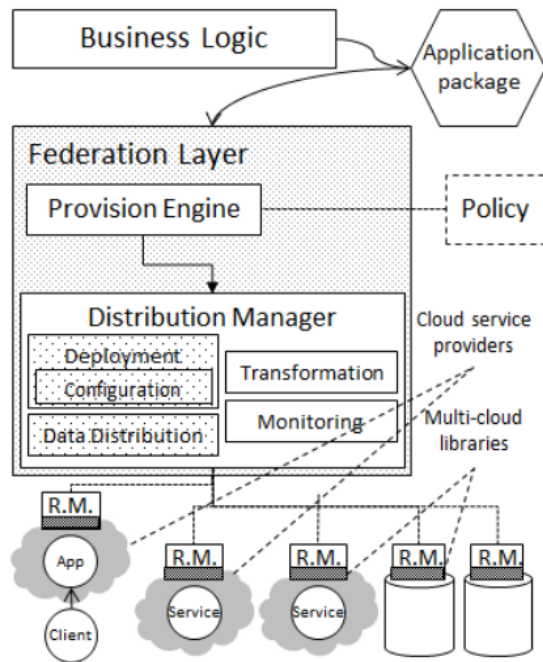 Business Logic
Application
package
Federation Layer
Provision Engine
Policy
Distribution Manager
Deployment
Configuration
Data Distribution
Transformation
Monitoring
Cloud service
providers
Multi-cloud
libraries
R.M.
App
Client
R.M.
Service
R.M.
Service
R.M.
R.M.